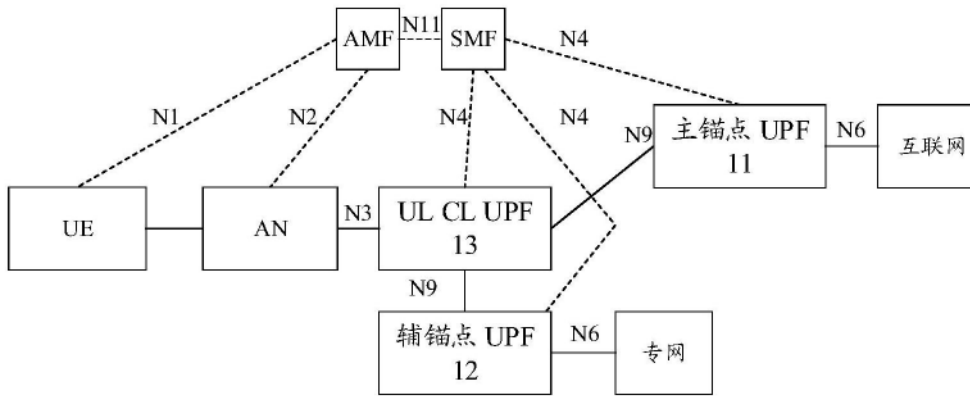 AMF
N11
SMF
N4
N1
N2
N4
N4
N9
主锚点 UPF
11
N6
互联网
UE
AN
N3
UL CL UPF
13
N9
辅锚点 UPF
12
N6
专网